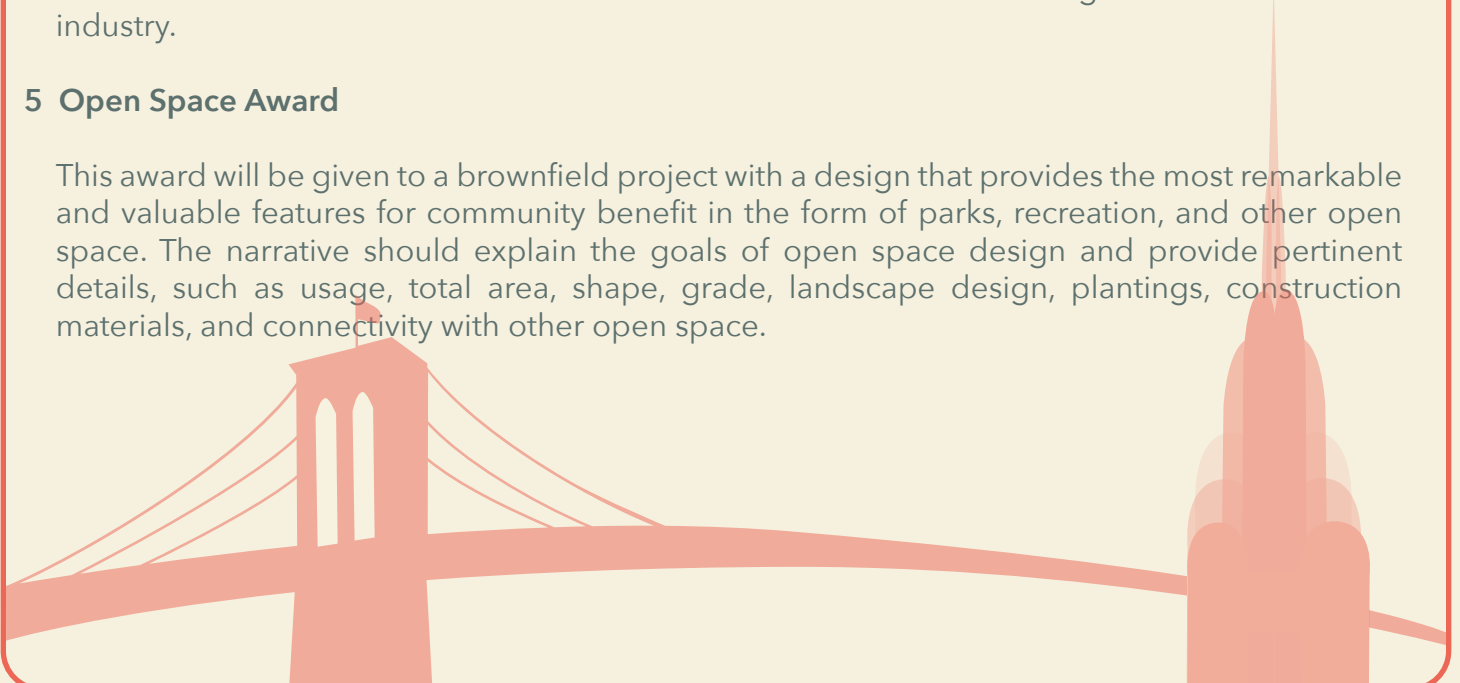 industry.
5 Open Space Award
This award will be given to a brownfield project with a design that provides the most remarkable
and valuable features for community benefit in the form of parks, recreation, and other open
space. The narrative should explain the goals of open space design and provide pertinent
details, such as usage, total area, shape, grade, landscape design, plantings, construction
materials, and connectivity with other open space.